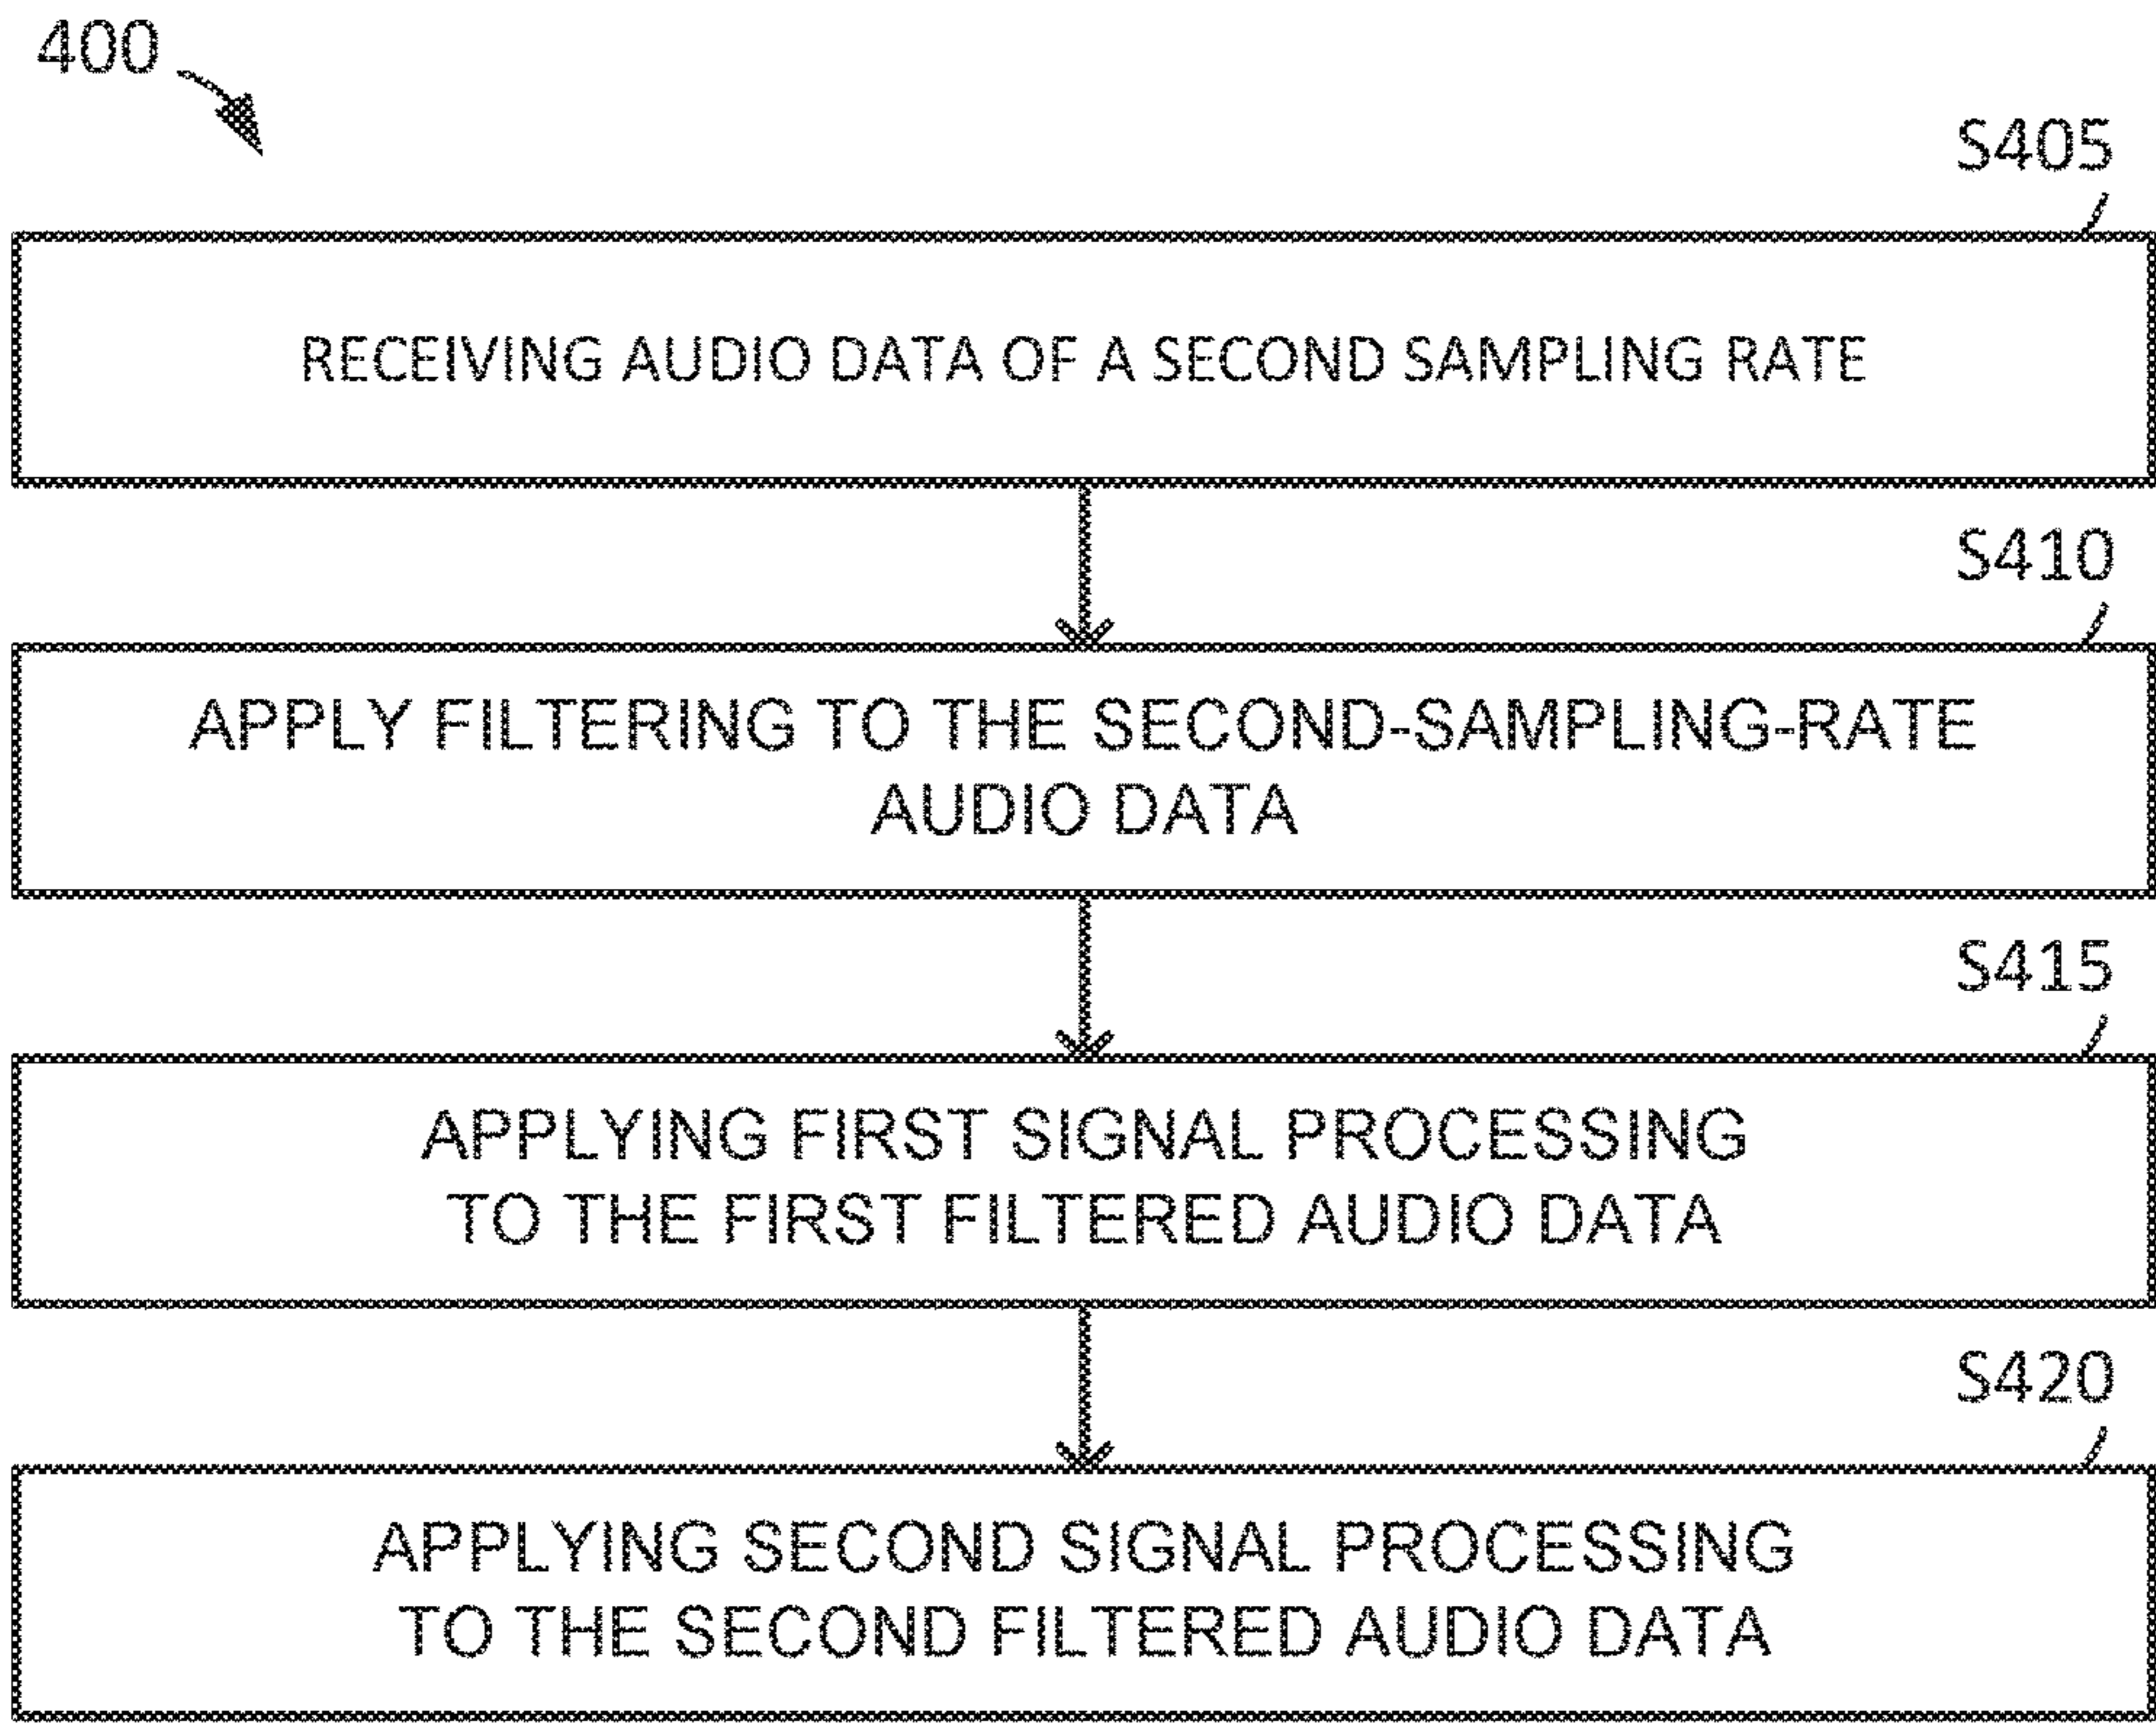 400
S405
RECEIVING AUDIO DATA OF A SECOND SAMPLING RATE
S410
APPLY FILTERING TO THE SECOND-SAMPLING-RATE
AUDIO DATA
S415
APPLYING FIRST SIGNAL PROCESSING
TO THE FIRST FILTERED AUDIO DATA
S420
APPLYING SECOND SIGNAL PROCESSING
TO THE SECOND FILTERED AUDIO DATA